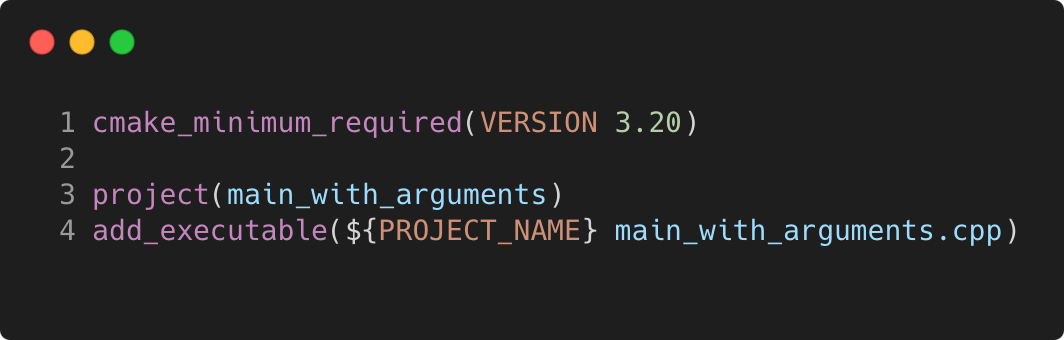 1 cmake_minimum_required(VERSION 3.20)
2
3 project(main_with_arguments)
4 add_executable(${PROJECT_NAME} main_with_arguments.cpp)